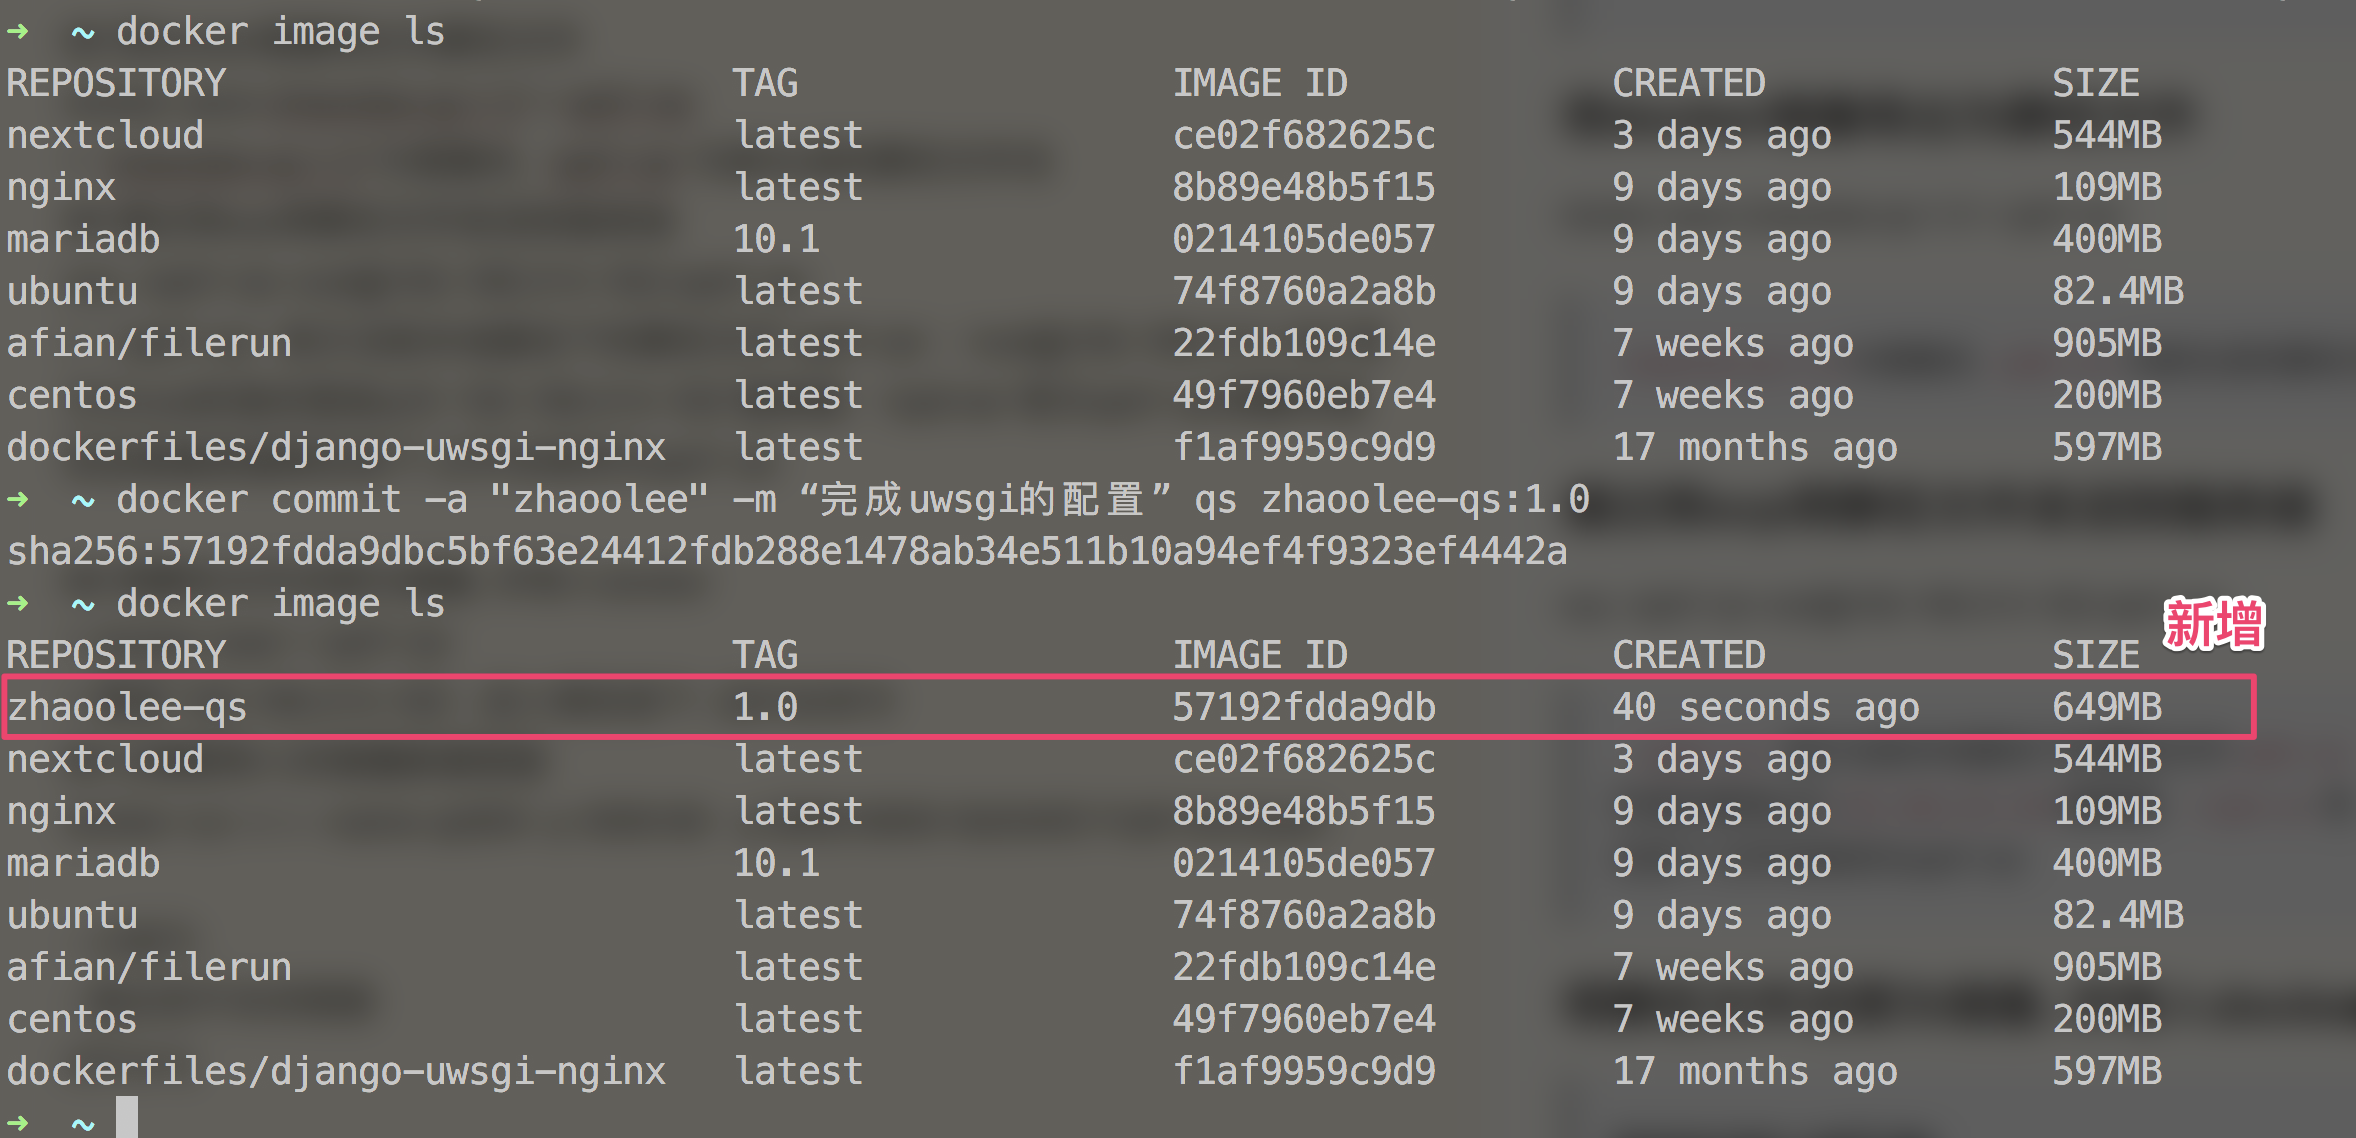 ➜  ~ docker image ls
REPOSITORY TAG IMAGE ID CREATED SIZE
nextcloud latest ce02f682625c 3 days ago 544MB
nginx latest 8b89e48b5f15 9 days ago 109MB
mariadb 10.1 0214105de057 9 days ago 400MB
ubuntu latest 74f8760a2a8b 9 days ago 82.4MB
afian/filerun latest 22fdb109c14e 7 weeks ago 905MB
centos latest 49f7960eb7e4 7 weeks ago 200MB
dockerfiles/django-uwsgi-nginx latest f1af9959c9d9 17 months ago 597MB
➜  ~ docker commit -a "zhaoolee" -m “完成uwsgi的配置” qs zhaoolee-qs:1.0
sha256:57192fdda9dbc5bf63e24412fdb288e1478ab34e511b10a94ef4f9323ef4442a
➜  ~ docker image ls
新增
REPOSITORY TAG IMAGE ID CREATED SIZE
zhaoolee-qs 1.0 57192fdda9db 40 seconds ago 649MB
nextcloud latest ce02f682625c 3 days ago 544MB
nginx latest 8b89e48b5f15 9 days ago 109MB
mariadb 10.1 0214105de057 9 days ago 400MB
ubuntu latest 74f8760a2a8b 9 days ago 82.4MB
afian/filerun latest 22fdb109c14e 7 weeks ago 905MB
centos latest 49f7960eb7e4 7 weeks ago 200MB
dockerfiles/django-uwsgi-nginx latest f1af9959c9d9 17 months ago 597MB
➜  ~